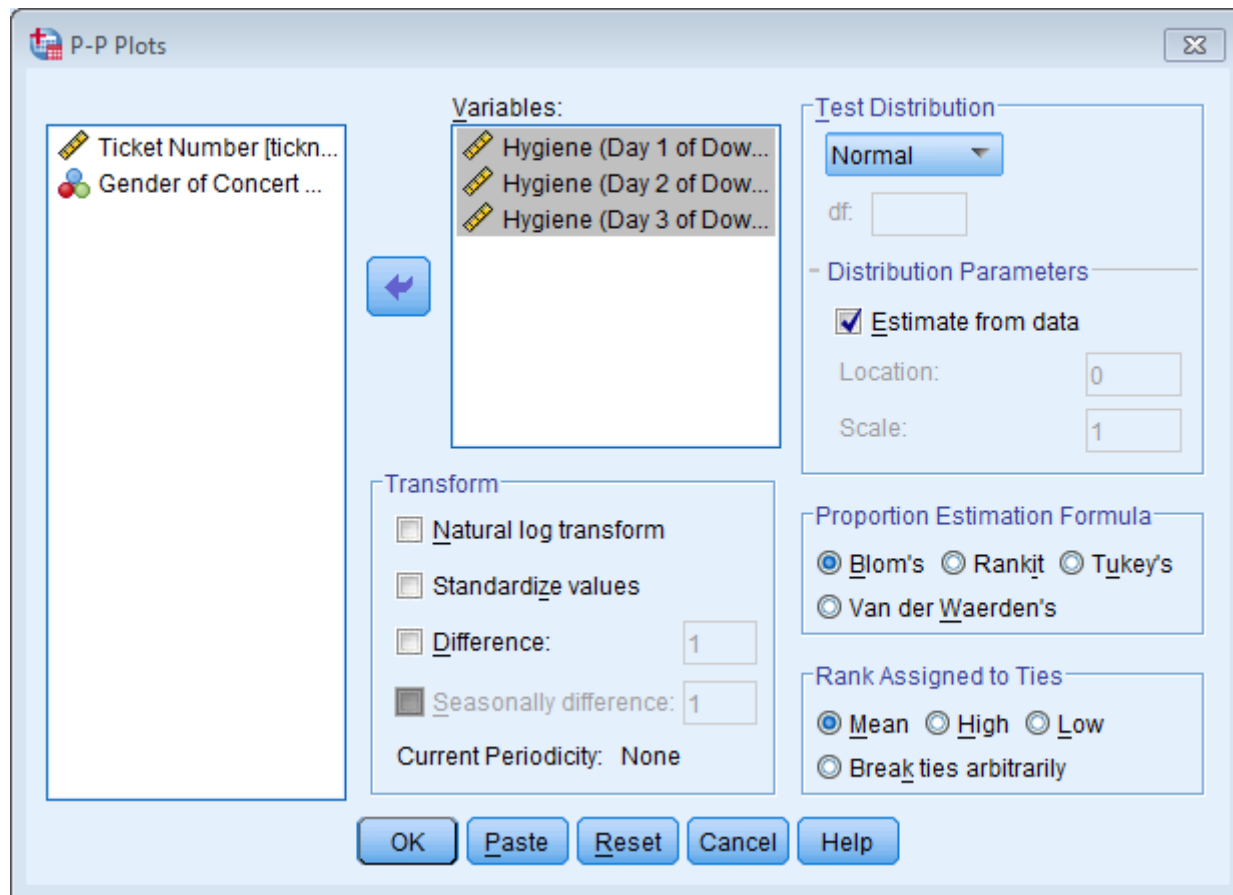 P-P Plots
Ticket Number [tickn...
Gender of Concert ...
Variables:
Hygiene (Day 1 of Dow...
Hygiene (Day 2 of Dow...
Hygiene (Day 3 of Dow...
Transform
Natural log transform
Standardize values
Difference: 1
Seasonally difference: 1
Current Periodicity: None
Test Distribution
Normal
df:
Distribution Parameters
Estimate from data
Location: 0
Scale: 1
Proportion Estimation Formula
Blom's Rankit Tukey's
Van der Waerden's
Rank Assigned to Ties
Mean High Low
Break ties arbitrarily
OK Paste Reset Cancel Help